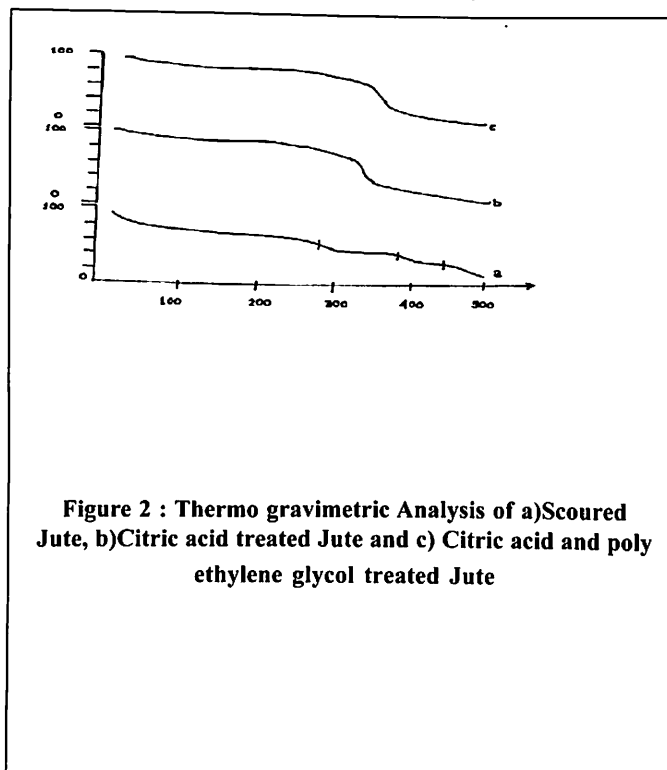 100
0
100
c
0
100
b
0
a
100 200 300 400 500
Figure 2 : Thermo gravimetric Analysis of a)Scoured
Jute, b)Citric acid treated Jute and c) Citric acid and poly
ethylene glycol treated Jute